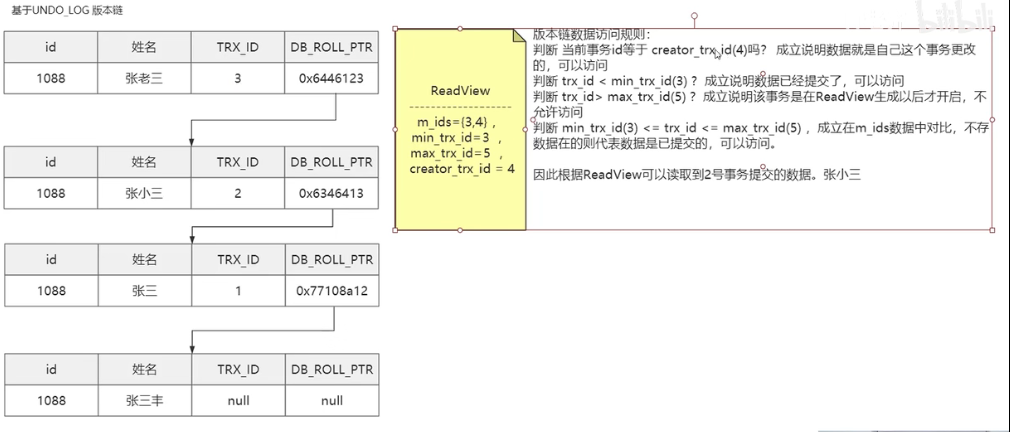 基于UNDO_LOG 版本链
id 姓名 TRX_ID DB_ROLL_PTR
1088 张老三 3 0x6446123
id 姓名 TRX_ID DB_ROLL_PTR
1088 张小三 2 0x6346413
id 姓名 TRX_ID DB_ROLL_PTR
1088 张三 1 0x77108a12
id 姓名 TRX_ID DB_ROLL_PTR
1088 张三丰 null null
ReadView
m_ids={3,4} ,
min_trx_id=3 ,
max_trx_id=5 ,
creator_trx_id = 4
版本链数据访问规则:
判断 当前事务id等于 creator_trx_id(4)吗? 成立说明数据就是自己这个事务更改
的,可以访问
判断 trx_id < min_trx_id(3) ? 成立说明数据已经提交了,可以访问
判断 trx_id> max_trx_id(5) ? 成立说明该事务是在ReadView生成以后才开启,不
允许访问
判断 min_trx_id(3) <= trx_id <= max_trx_id(5) ,成立在m_ids数据中对比,不存
数据在的则代表数据是已提交的,可以访问。
因此根据ReadView可以读取到2号事务提交的数据。张小三
bilibili